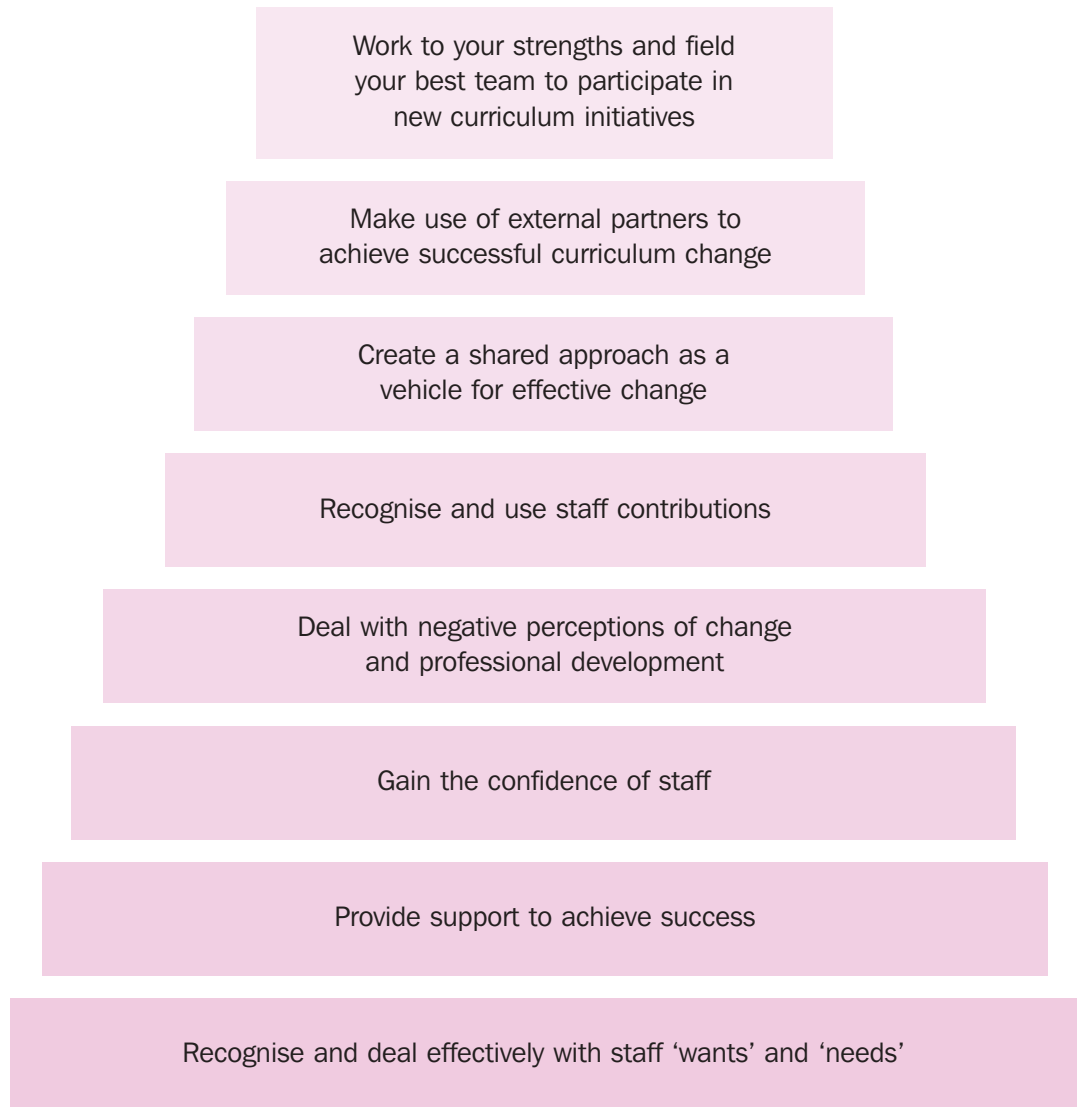 Work to your strengths and field
your best team to participate in
new curriculum initiatives
Make use of external partners to
achieve successful curriculum change
Create a shared approach as a
vehicle for effective change
Recognise and use staff contributions
Deal with negative perceptions of change
and professional development
Gain the confidence of staff
Provide support to achieve success
Recognise and deal effectively with staff ‘wants’ and ‘needs’